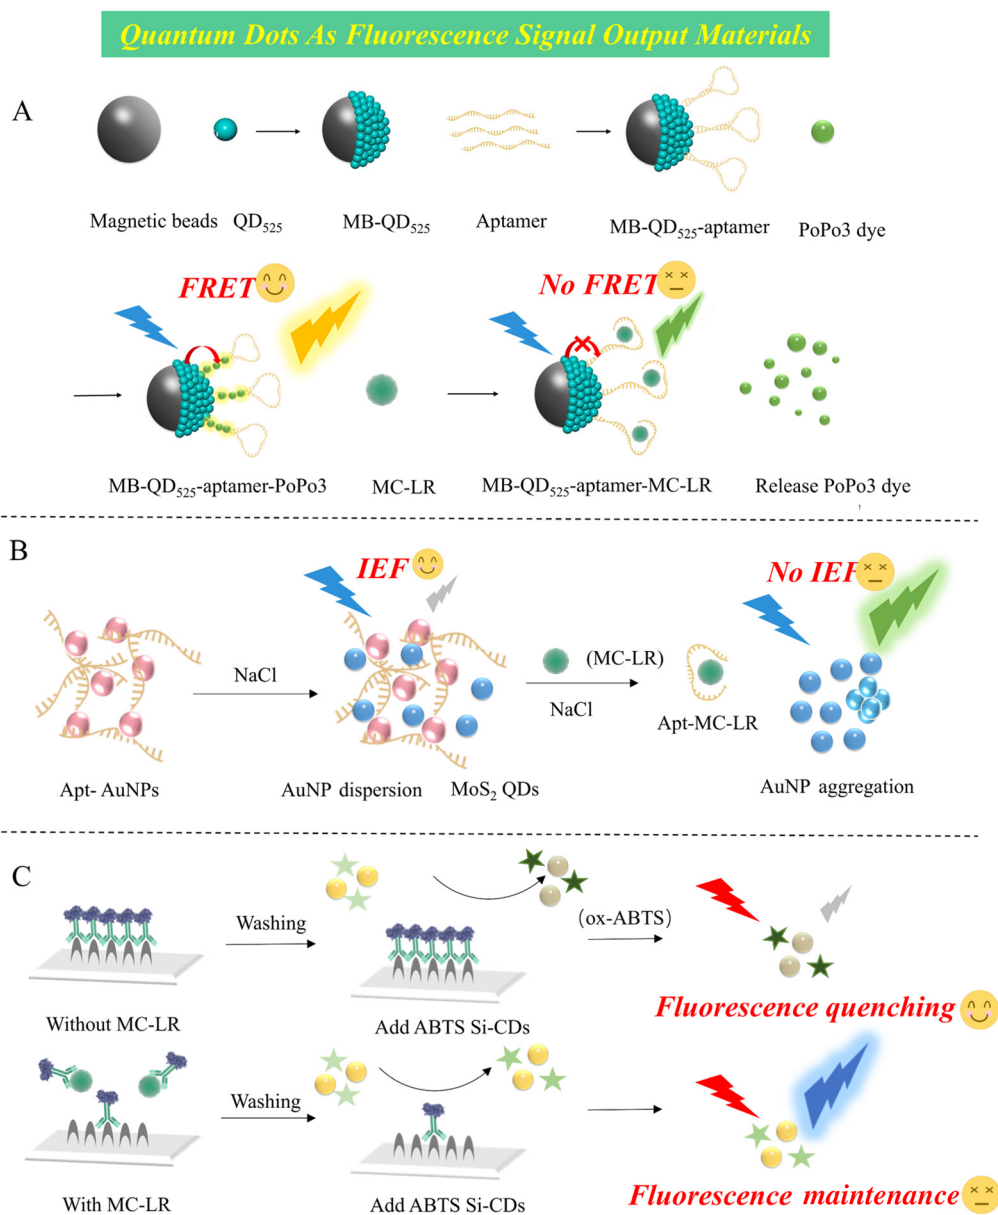 Quantum Dots As Fluorescence Signal Output Materials
A
Magnetic beads QD525 MB-QD525 Aptamer MB-QD525-aptamer PoPo3 dye
FRET No FRET
MB-QD525-aptamer-PoPo3 MC-LR MB-QD525-aptamer-MC-LR Release PoPo3 dye
B
IEF No IEF
NaCl (MC-LR)
NaCl Apt-MC-LR
Apt- AuNPs AuNP dispersion MoS2 QDs AuNP aggregation
C
Washing (ox-ABTS)
Without MC-LR Add ABTS Si-CDs Fluorescence quenching
Washing
With MC-LR Add ABTS Si-CDs Fluorescence maintenance